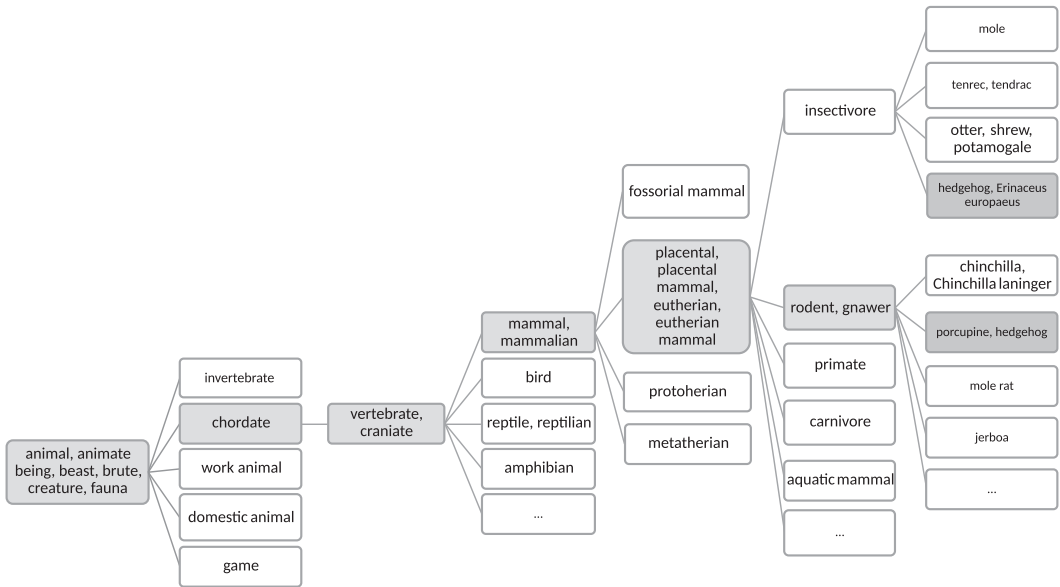 animal, animate
being, beast, brute,
creature, fauna
invertebrate
chordate
work animal
domestic animal
game
vertebrate,
craniate
mammal,
mammalian
bird
reptile, reptilian
amphibian
...
fossorial mammal
placental,
placental
mammal,
eutherian,
eutherian
mammal
protoherian
metatherian
insectivore
rodent, gnawer
primate
carnivore
aquatic mammal
...
mole
tenrec, tendrac
otter, shrew,
potamogale
hedgehog, Erinaceus
europaeus
chinchilla,
Chinchilla laninger
porcupine, hedgehog
mole rat
jerboa
...